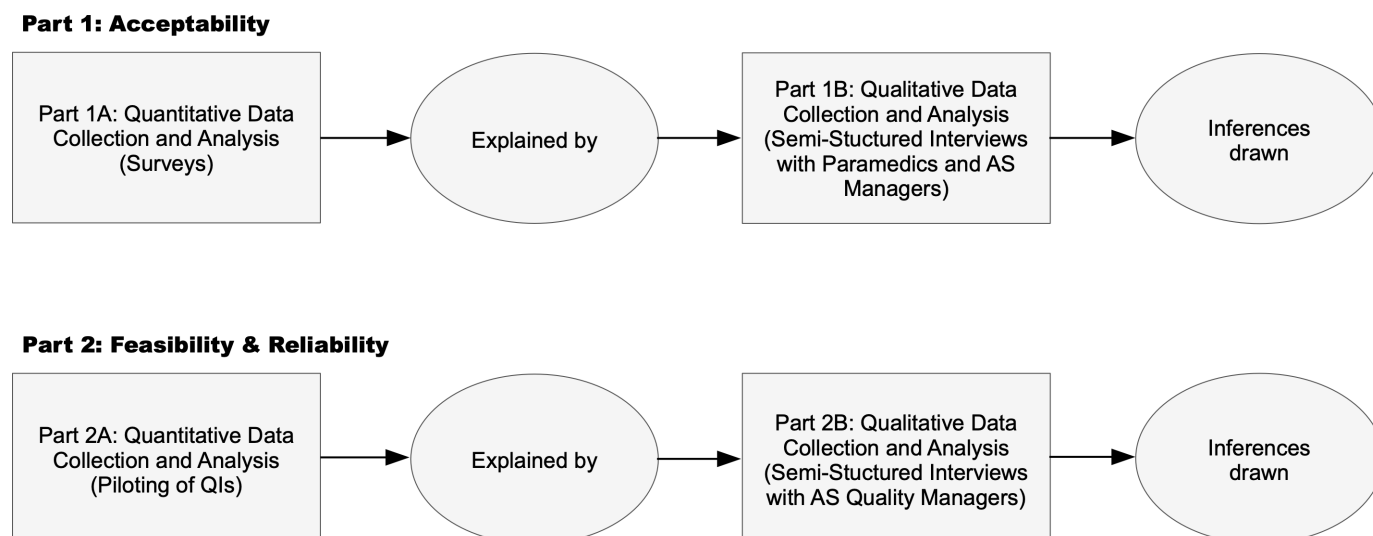 Part 1: Acceptability
Part 1A: Quantitative Data
Collection and Analysis
(Surveys)
Explained by
Part 1B: Qualitative Data
Collection and Analysis
(Semi-Stuctured Interviews
with Paramedics and AS
Managers)
Inferences
drawn
Part 2: Feasibility & Reliability
Part 2A: Quantitative Data
Collection and Analysis
(Piloting of QIs)
Explained by
Part 2B: Qualitative Data
Collection and Analysis
(Semi-Stuctured Interviews
with AS Quality Managers)
Inferences
drawn